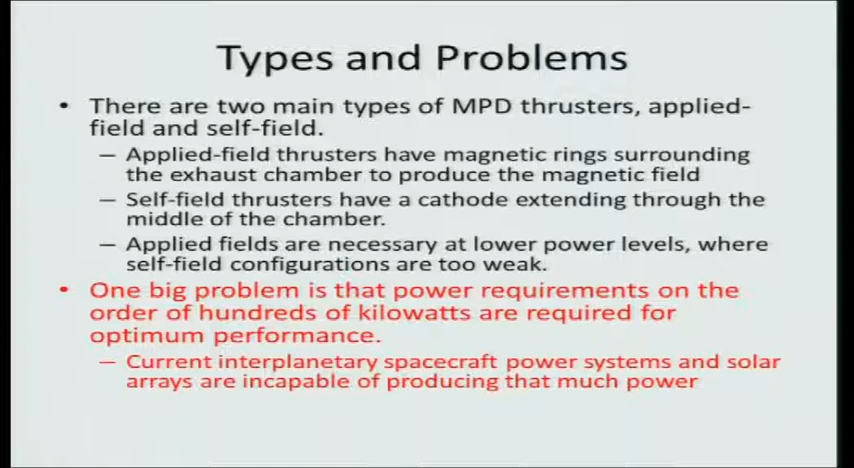 Types and Problems
• There are two main types of MPD thrusters, applied-
field and self-field.
– Applied-field thrusters have magnetic rings surrounding
the exhaust chamber to produce the magnetic field
– Self-field thrusters have a cathode extending through the
middle of the chamber.
– Applied fields are necessary at lower power levels, where
self-field configurations are too weak.
• One big problem is that power requirements on the
order of hundreds of kilowatts are required for
optimum performance.
– Current interplanetary spacecraft power systems and solar
arrays are incapable of producing that much power